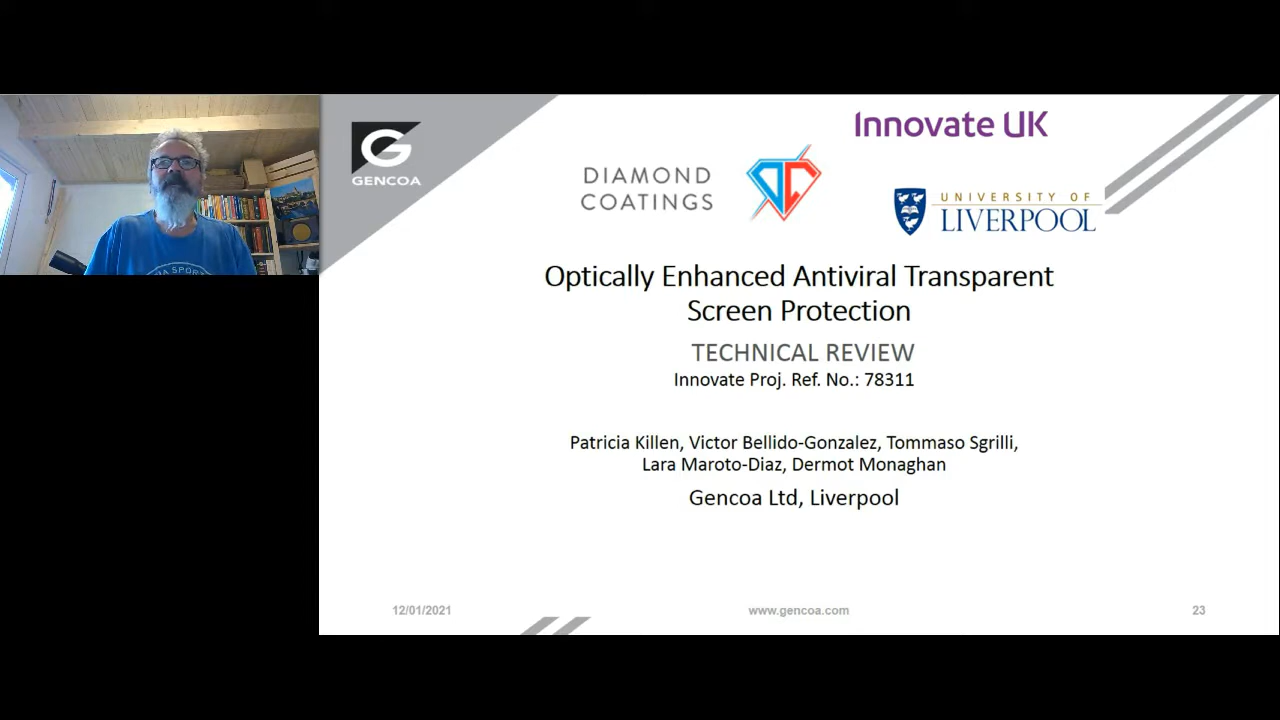 GENCOA
Innovate UK
DIAMOND
COATINGS
UNIVERSITY OF
LIVERPOOL
Optically Enhanced Antiviral Transparent
Screen Protection
TECHNICAL REVIEW
Innovate Proj. Ref. No.: 78311
Patricia Killen, Victor Bellido-Gonzalez, Tommaso Sgrilli,
Lara Maroto-Diaz, Dermot Monaghan
Gencoa Ltd, Liverpool
12/01/2021
www.gencoa.com
23